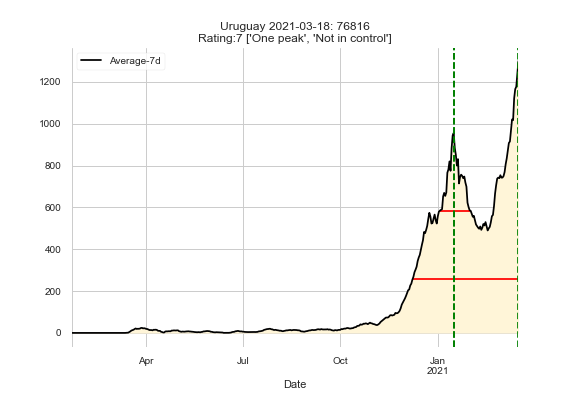 Uruguay 2021-03-18: 76816
Rating:7 ['One peak', 'Not in control']
Average-7d
1200
1000
800
600
400
200
0
Apr
Jul
Oct
Jan
2021
Date